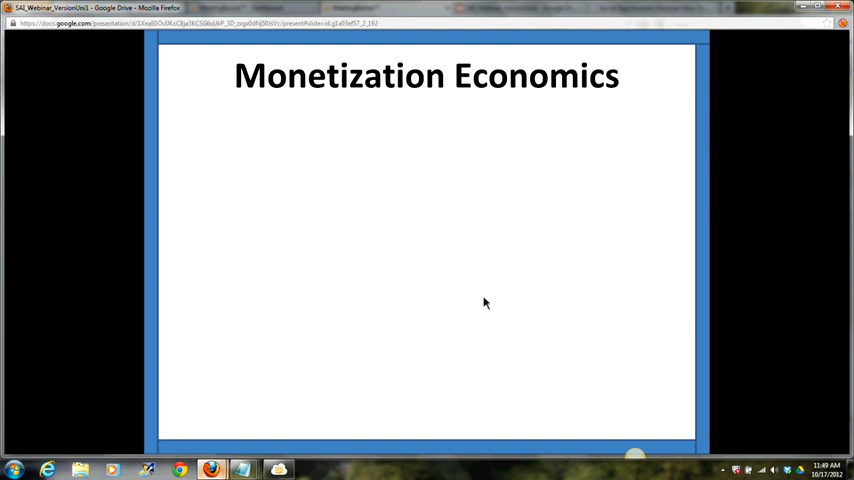 SAI_Webinar_VersionUni1 - Google Drive - Mozilla Firefox
Monetization Economics
11:49 AM
10/17/2012